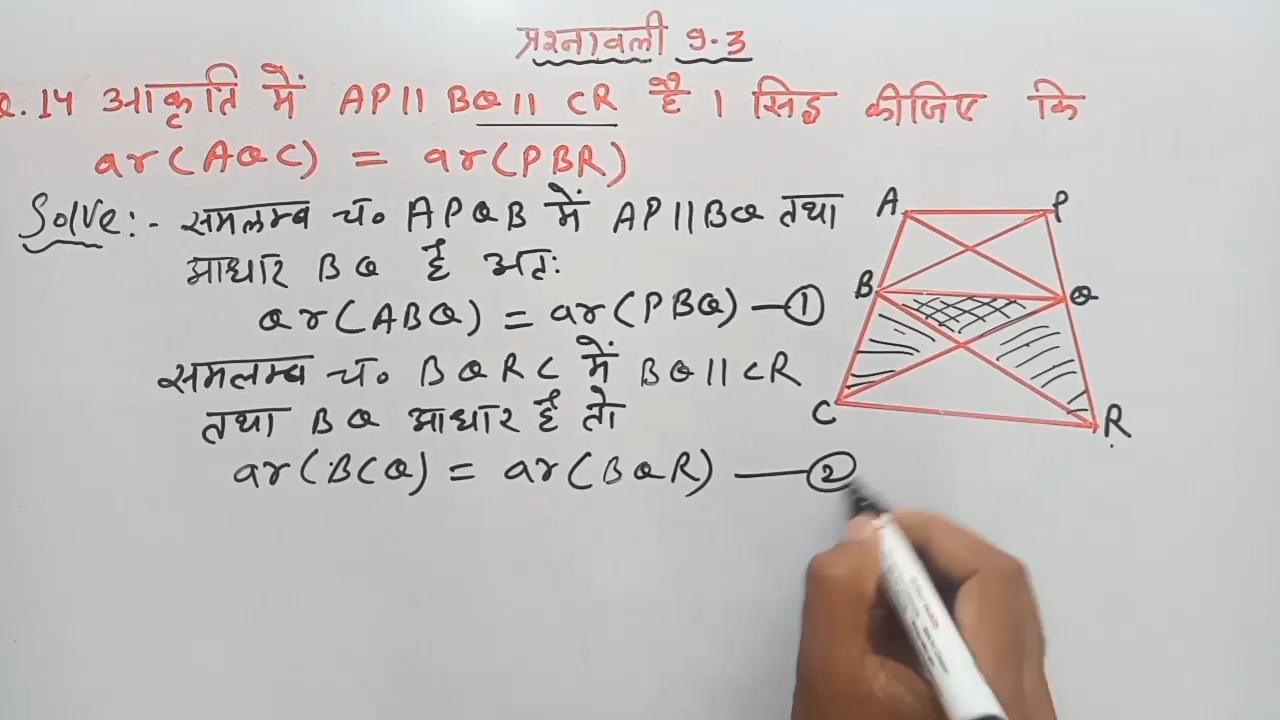 प्रश्नावली 9.3
Q.14 आकृति में AP || BQ || CR है । सिद्ध कीजिए कि
ar(AQC) = ar(PBR)
Solve:- समलम्ब च० APQB में AP||BQ तथा
आधार BQ है अतः
ar(ABQ) = ar(PBQ) — ①
समलम्ब च० BQRC में BQ||CR
तथा BQ आधार है तो
ar(BCQ) = ar(BQR) — ②
A P
B Q
C R